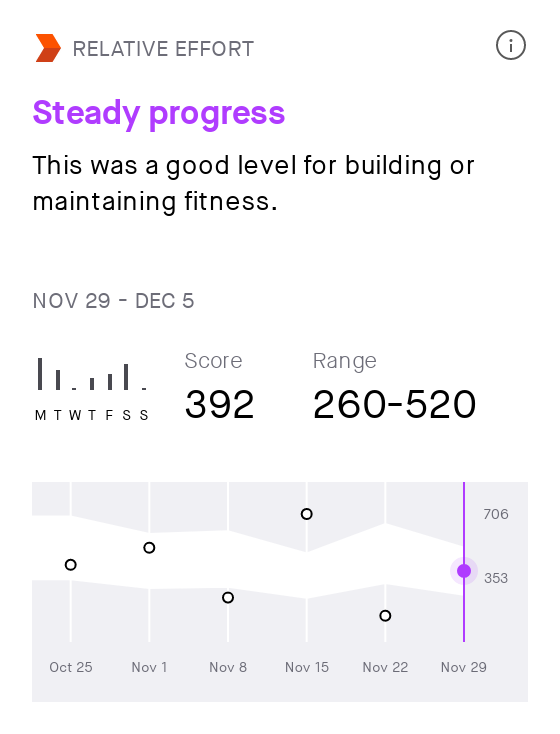 RELATIVE EFFORT
Steady progress
This was a good level for building or
maintaining fitness.
NOV 29 - DEC 5
Score
Range
392
260-520
M T W T F S S
706
353
Oct 25
Nov 1
Nov 8
Nov 15
Nov 22
Nov 29